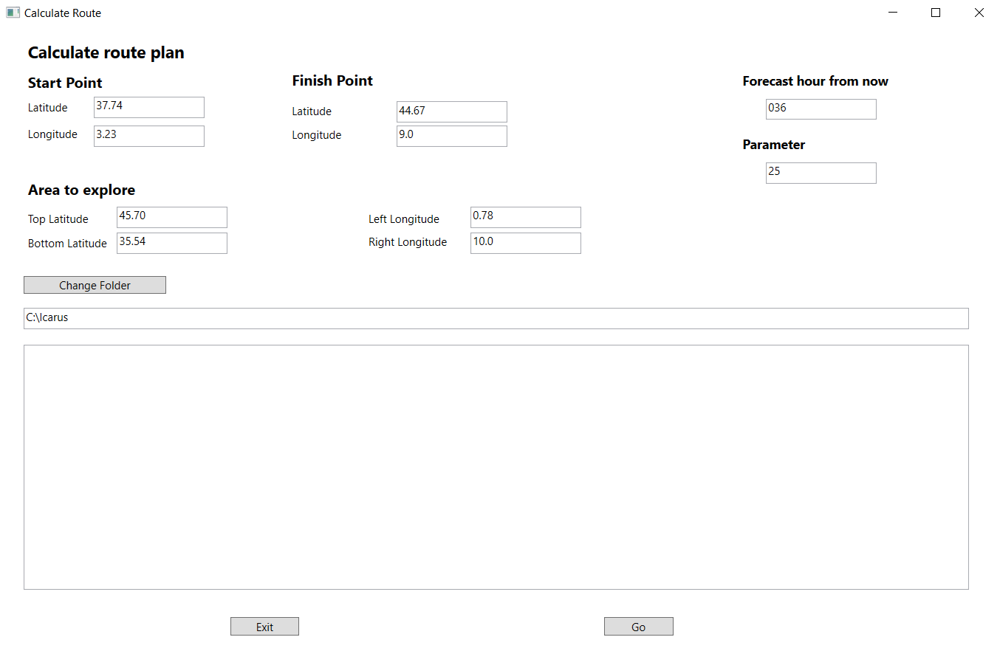 Calculate Route
Calculate route plan
Start Point
Latitude 37.74
Longitude 3.23
Finish Point
Latitude 44.67
Longitude 9.0
Forecast hour from now
036
Parameter
25
Area to explore
Top Latitude 45.70
Bottom Latitude 35.54
Left Longitude 0.78
Right Longitude 10.0
Change Folder
C:\Icarus
Exit
Go